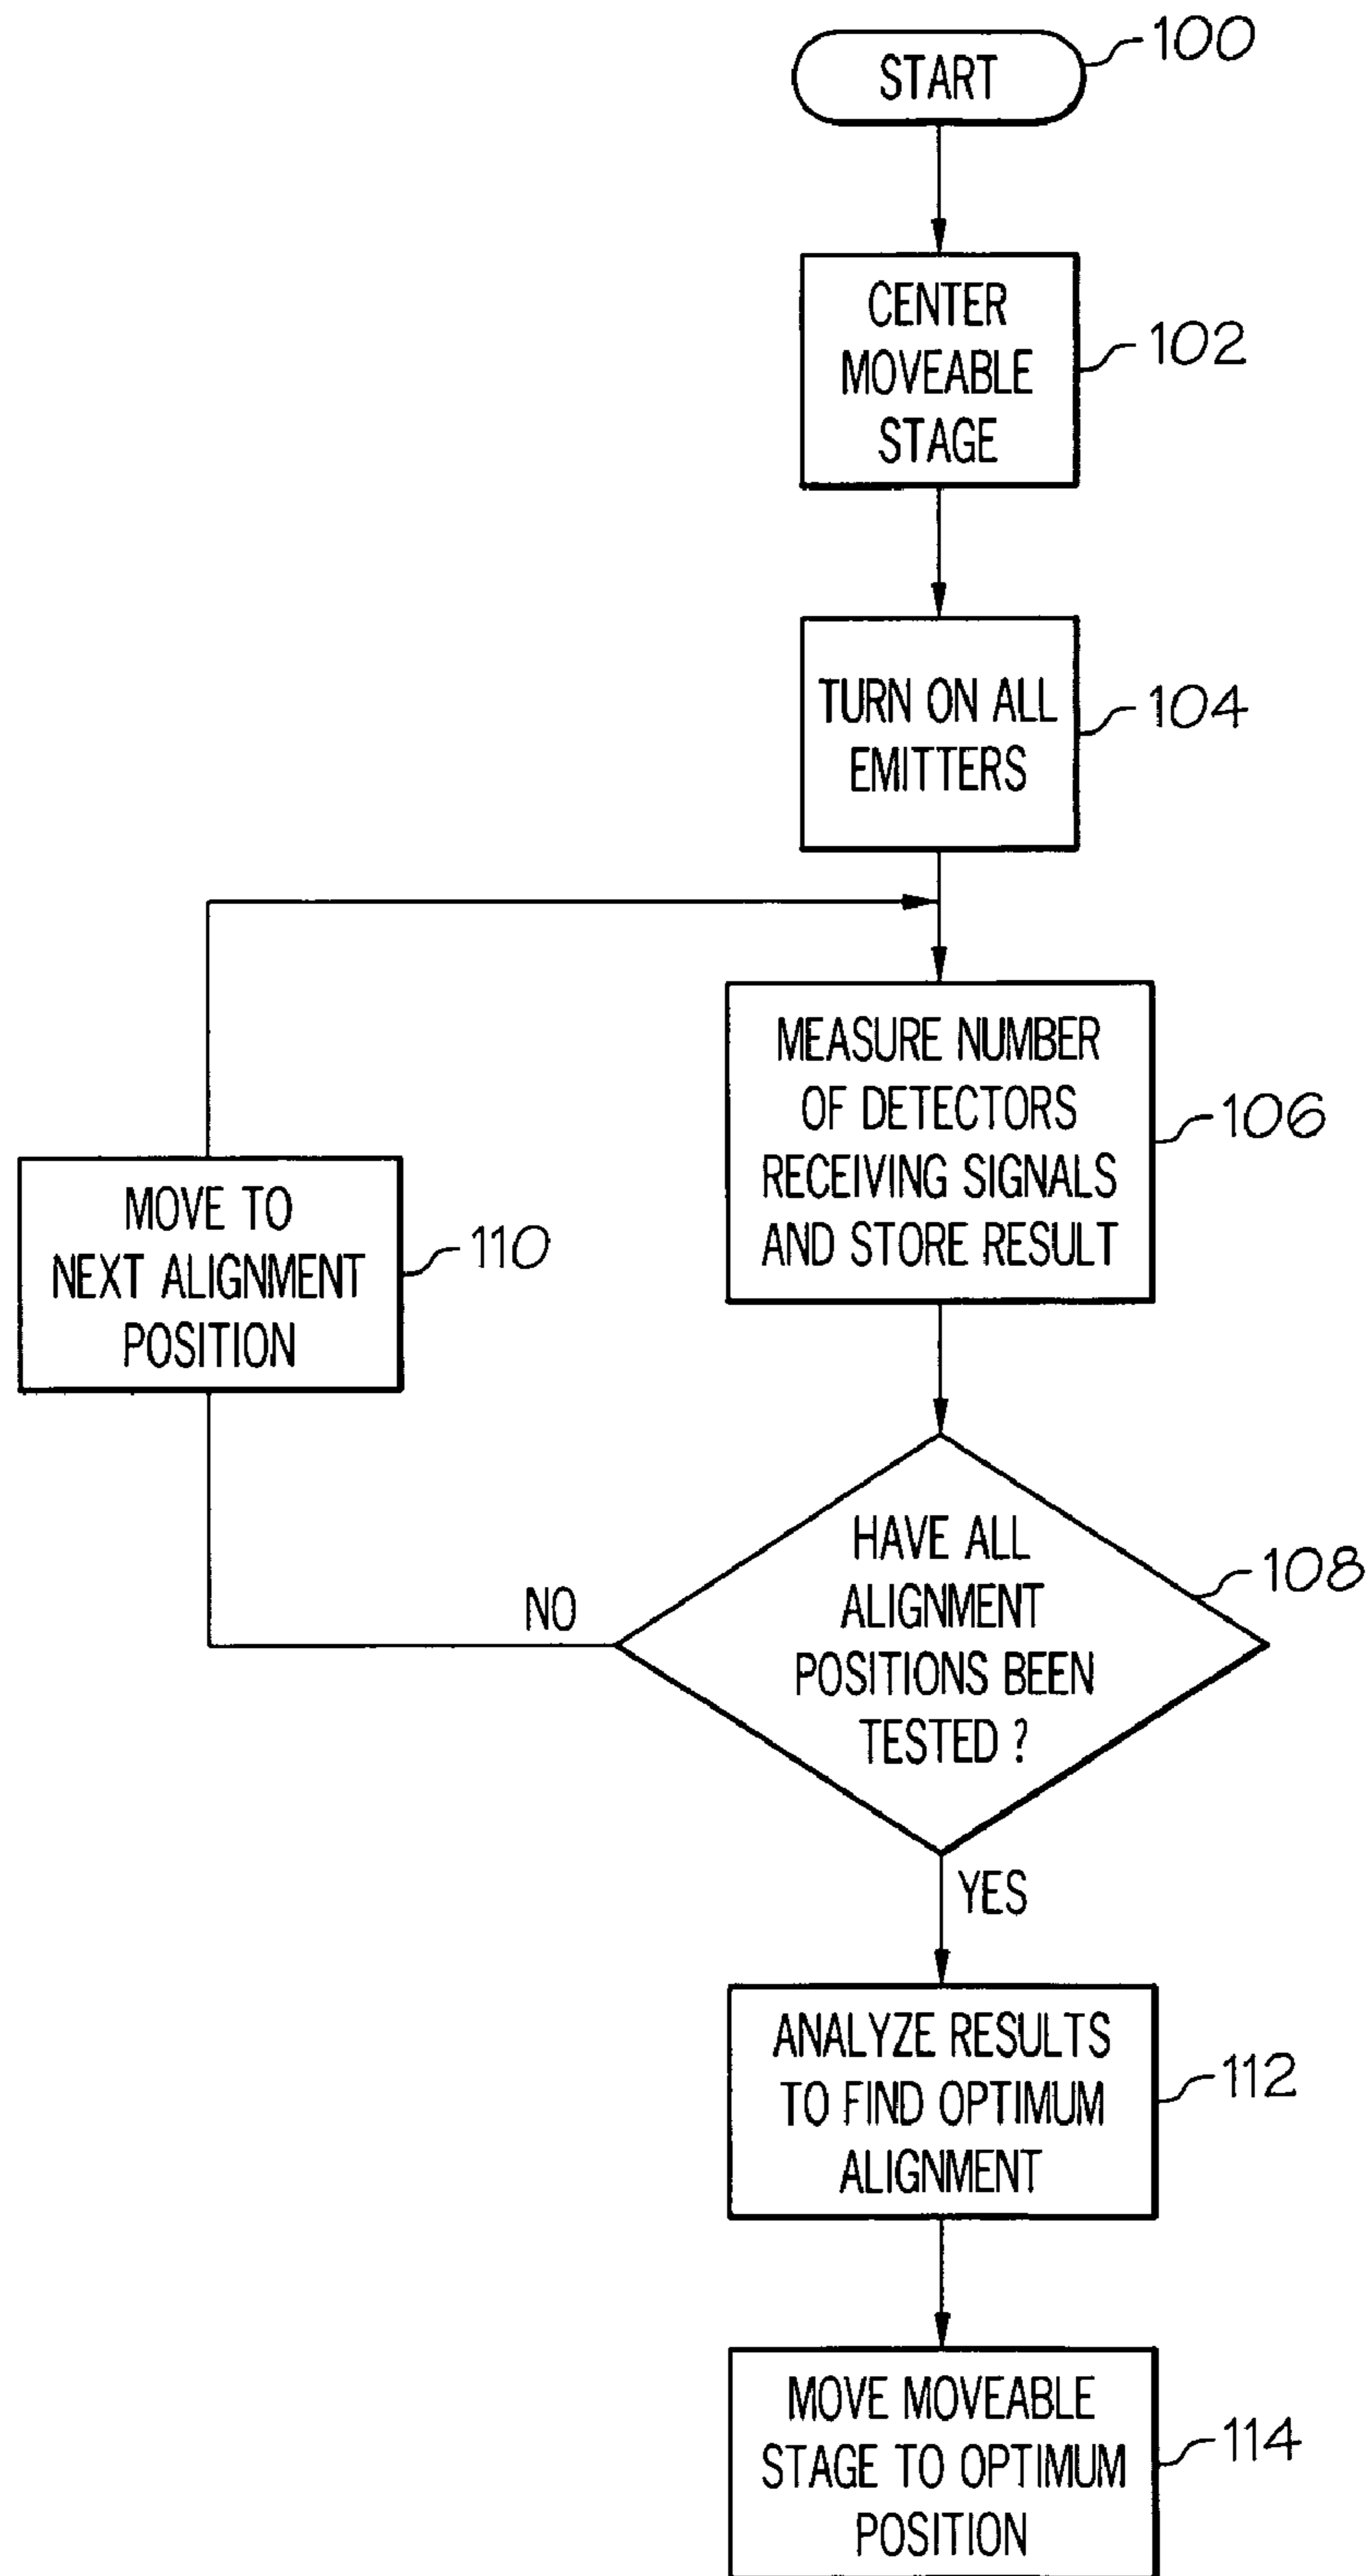 START
100
CENTER
MOVEABLE
STAGE
102
TURN ON ALL
EMITTERS
104
MEASURE NUMBER
OF DETECTORS
RECEIVING SIGNALS
AND STORE RESULT
106
MOVE TO
NEXT ALIGNMENT
POSITION
110
HAVE ALL
ALIGNMENT
POSITIONS BEEN
TESTED ?
108
NO
YES
ANALYZE RESULTS
TO FIND OPTIMUM
ALIGNMENT
112
MOVE MOVEABLE
STAGE TO OPTIMUM
POSITION
114